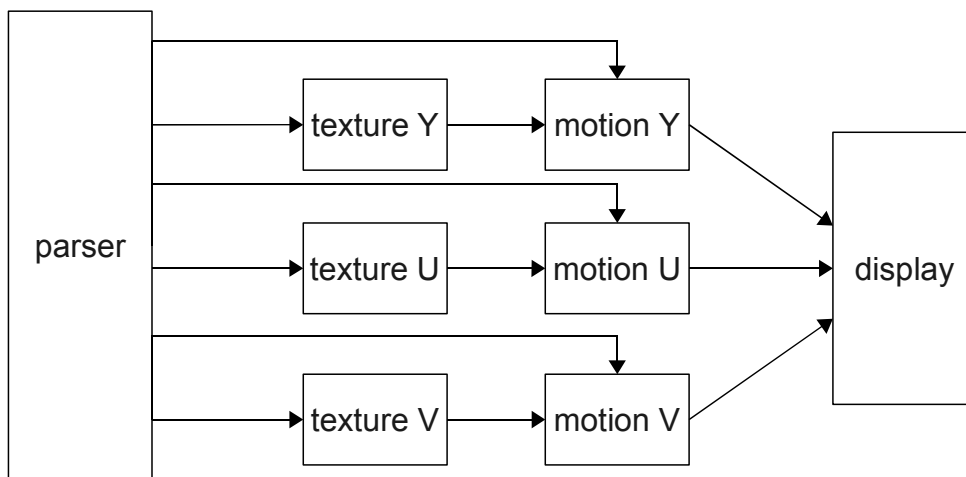 parser
texture Y
motion Y
texture U
motion U
texture V
motion V
display